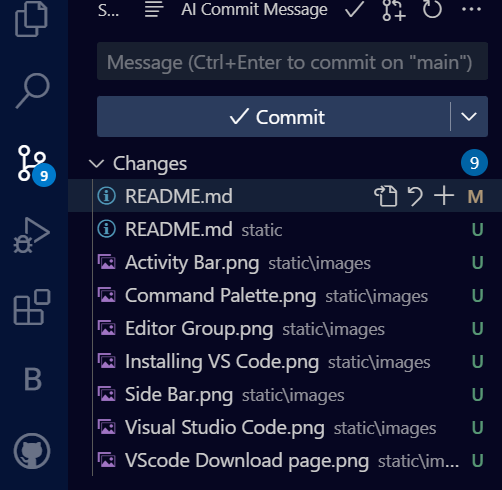 S... AI Commit Message
Message (Ctrl+Enter to commit on "main")
Commit
Changes 9
README.md M
9
README.md static U
Activity Bar.png static\images U
Command Palette.png static\images U
Editor Group.png static\images U
Installing VS Code.png static\images U
B
Side Bar.png static\images U
Visual Studio Code.png static\images U
VScode Download page.png static\im... U